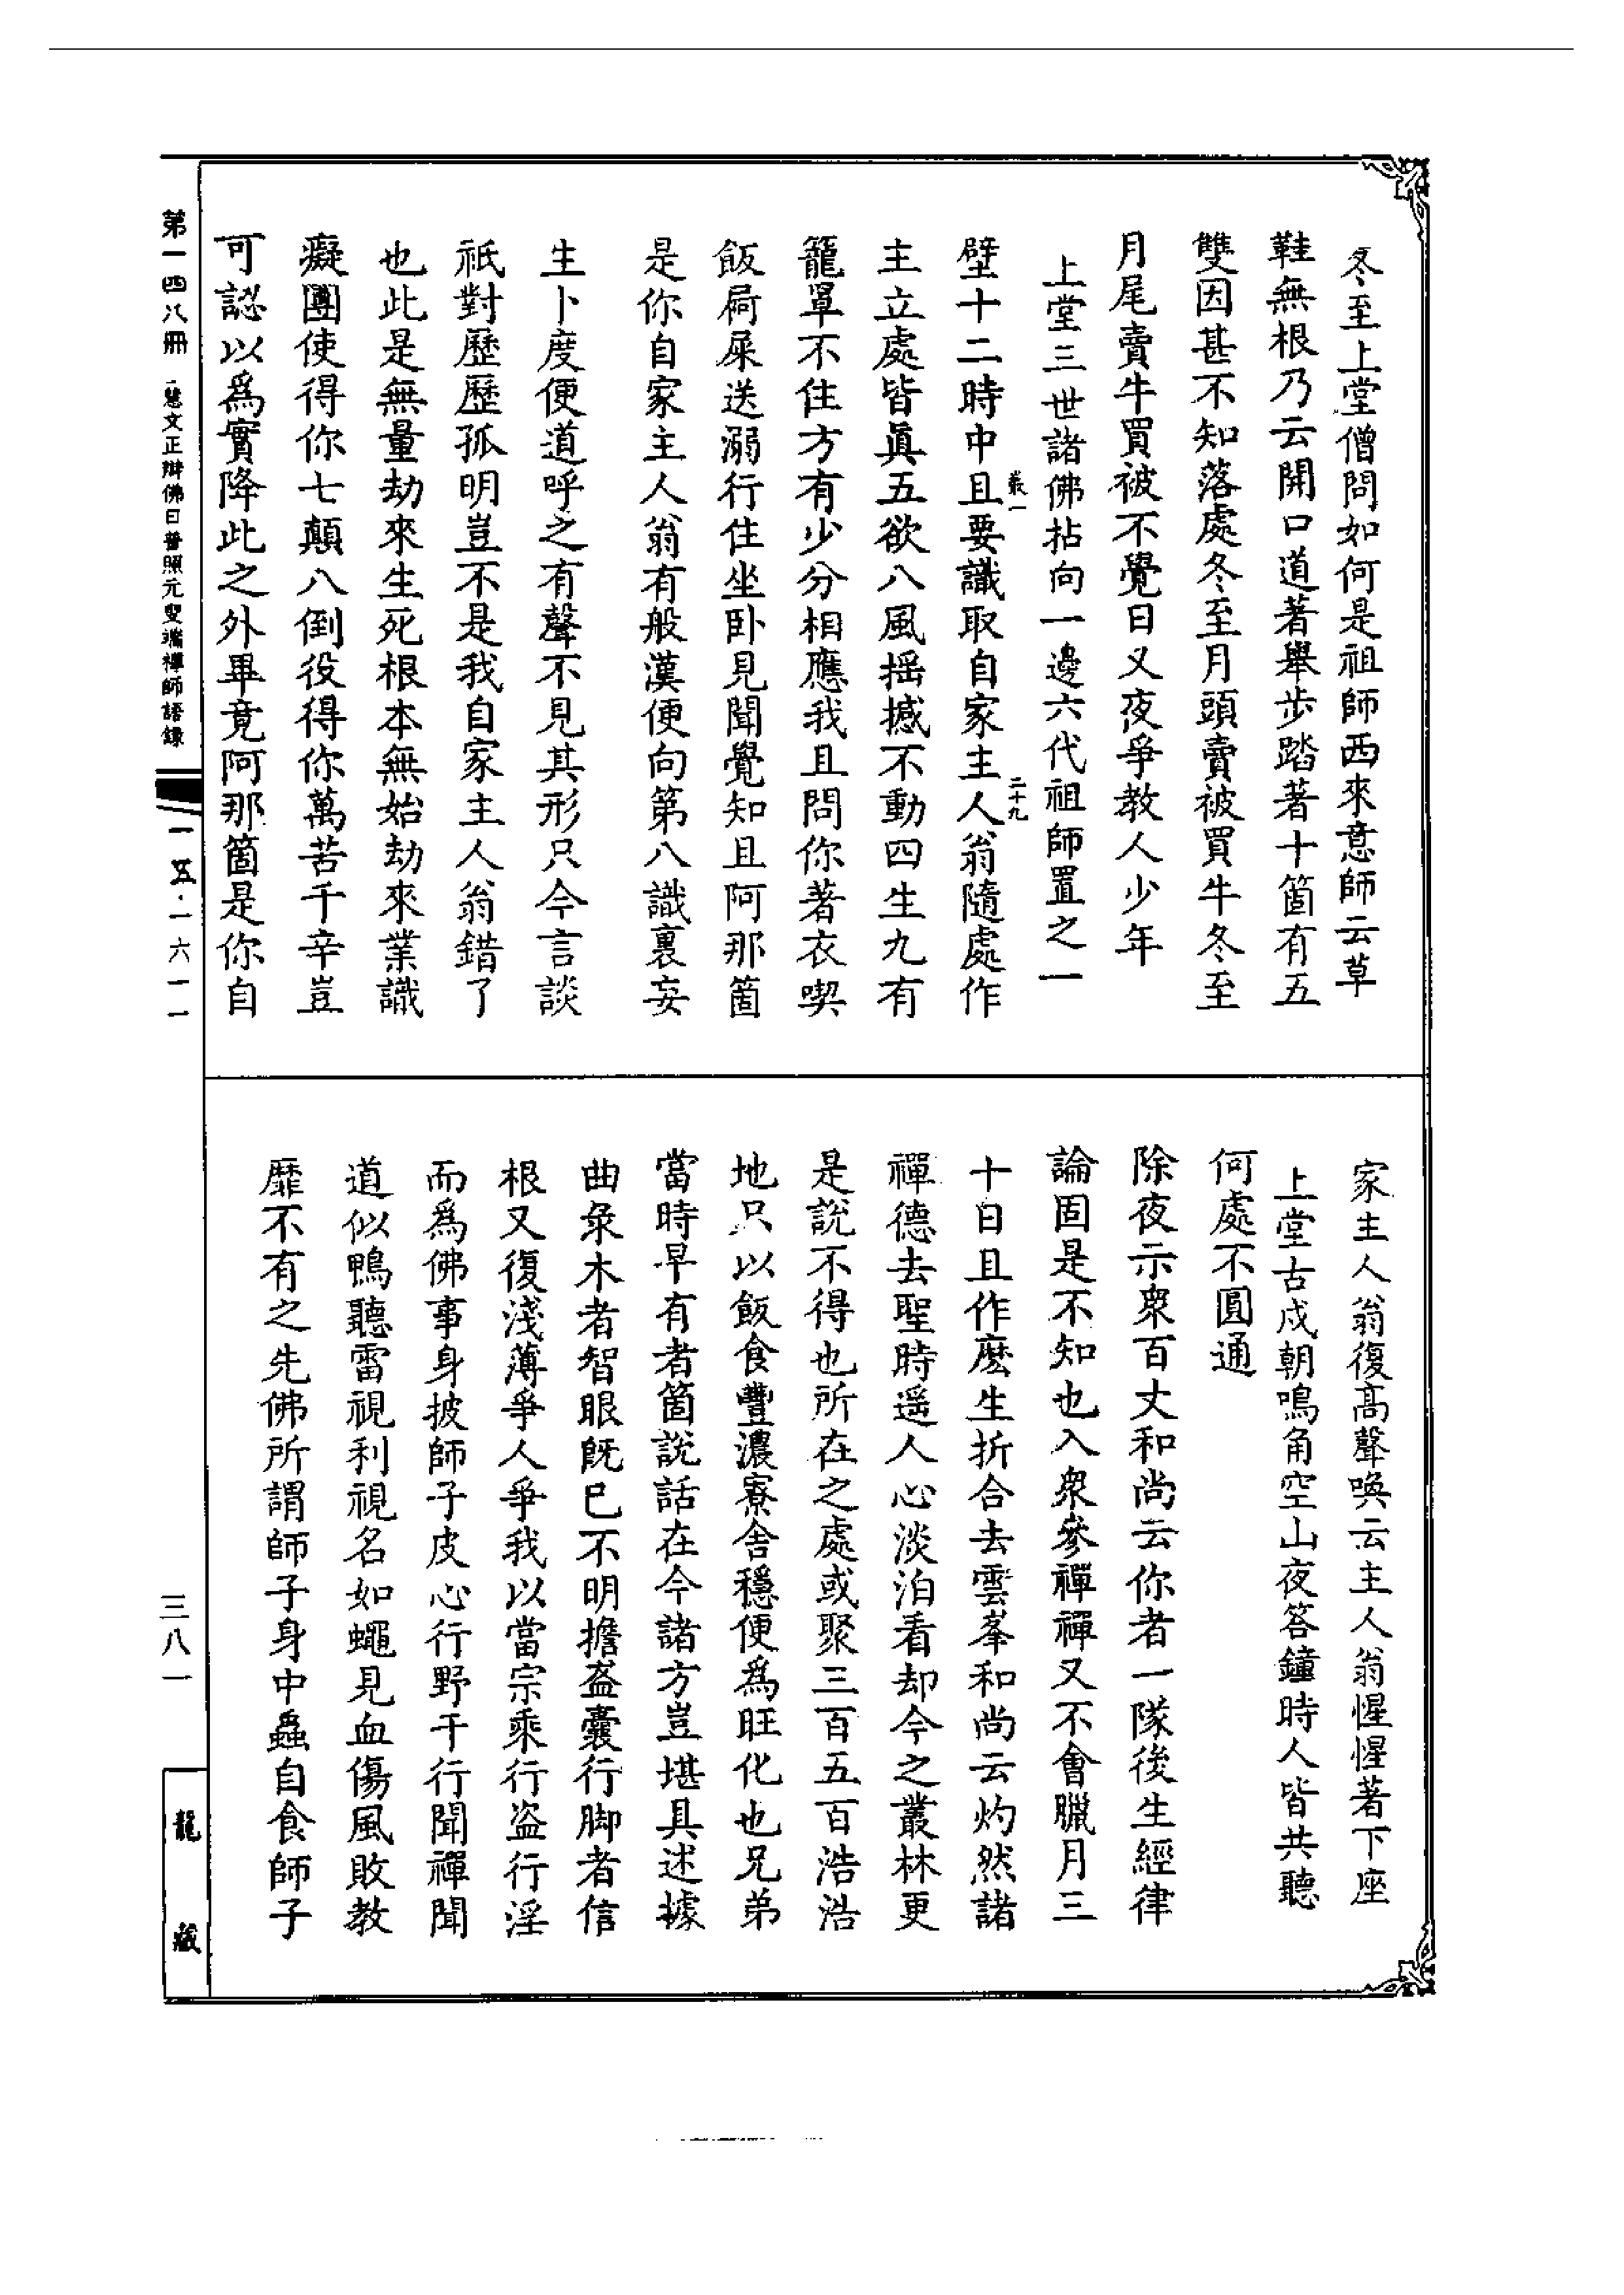 冬至上堂僧問如何是祖師西來意師云草
鞋無根乃云開口道著舉步踏著十箇有五
雙因甚不知落處冬至月頭賣被買牛冬至
月尾賣牛買被不覺日又夜爭教人少年
上堂三世諸佛拈向一邊六代祖師置之一
壁十二時中且要識取自家主人翁隨處作
主立處皆眞五欲八風搖撼不動四生九有
籠罩不住方有少分相應我且問你著衣喫
飯屙屎送溺行住坐卧見聞覺知且阿那箇
是你自家主人翁有般漢便向第八識裏妄
生卜度便道呼之有聲不見其形只今言談
祇對歷歷孤明豈不是我自家主人翁錯了
也此是無量劫來生死根本無始劫來業識
癡團使得你七顛八倒役得你萬苦千辛豈
可認以爲實降此之外畢竟阿那箇是你自
二十九
家主人翁復高聲喚云主人翁惺惺著下座
上堂古戍朝鳴角空山夜答鐘時人皆共聽
何處不圓通
除夜示衆百丈和尚云你者一隊後生經律
論固是不知也入衆參禪禪又不會臘月三
十日且作麽生折合去雲峯和尚云灼然諸
禪德去聖時遥人心淡泊看却今之叢林更
是說不得也所在之處或聚三百五百浩浩
地只以飯食豐濃寮舍穩便爲旺化也兄弟
當時早有者箇說話在今諸方豈堪具述據
曲彔木者智眼旣已不明擔盔囊行脚者信
根又復淺薄爭人爭我以當宗乘行盜行淫
而爲佛事身披師子皮心行野干行聞禪聞
道似鴨聽雷視利視名如蠅見血傷風敗教
靡不有之先佛所謂師子身中蟲自食師子
第一四八冊
慧文正辯佛日普照元叟端禪師語錄
三八一
龍藏